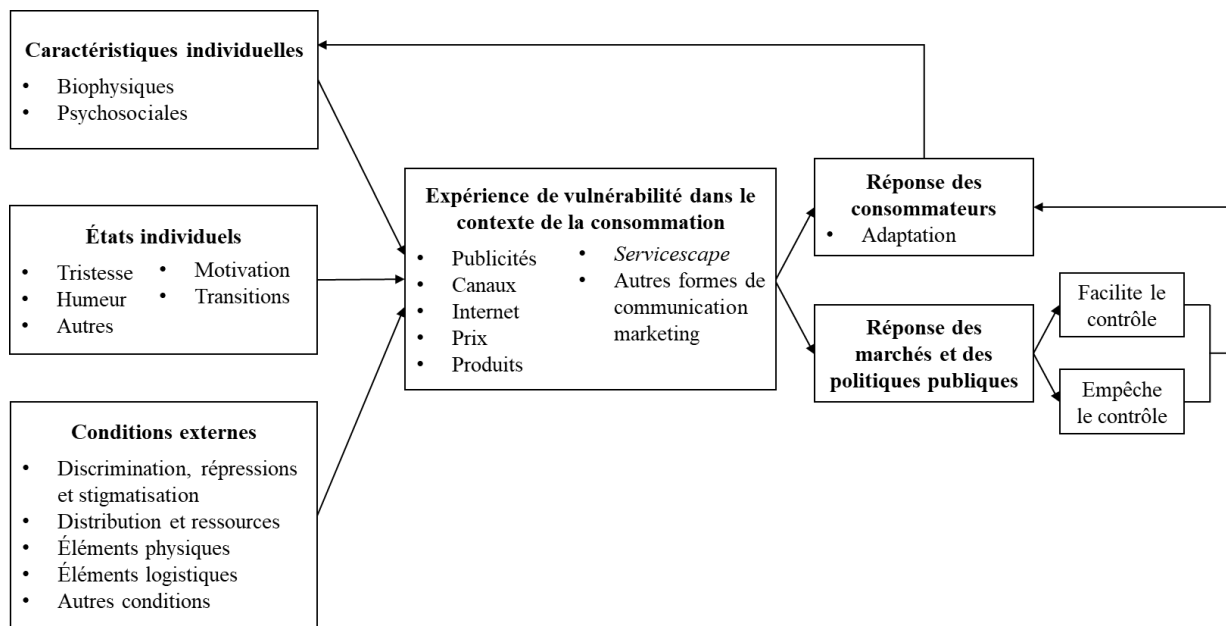 Caractéristiques individuelles
• Biophysiques
• Psychosociales
États individuels
• Tristesse
• Humeur
• Autres
• Motivation
• Transitions
Conditions externes
• Discrimination, répressions
et stigmatisation
• Distribution et ressources
• Éléments physiques
• Éléments logistiques
• Autres conditions
Expérience de vulnérabilité dans le
contexte de la consommation
• Publicités
• Canaux
• Internet
• Prix
• Produits
• Servicescape
• Autres formes de
communication
marketing
Réponse des
consommateurs
• Adaptation
Réponse des
marchés et des
politiques publiques
Facilite le
contrôle
Empêche
le contrôle